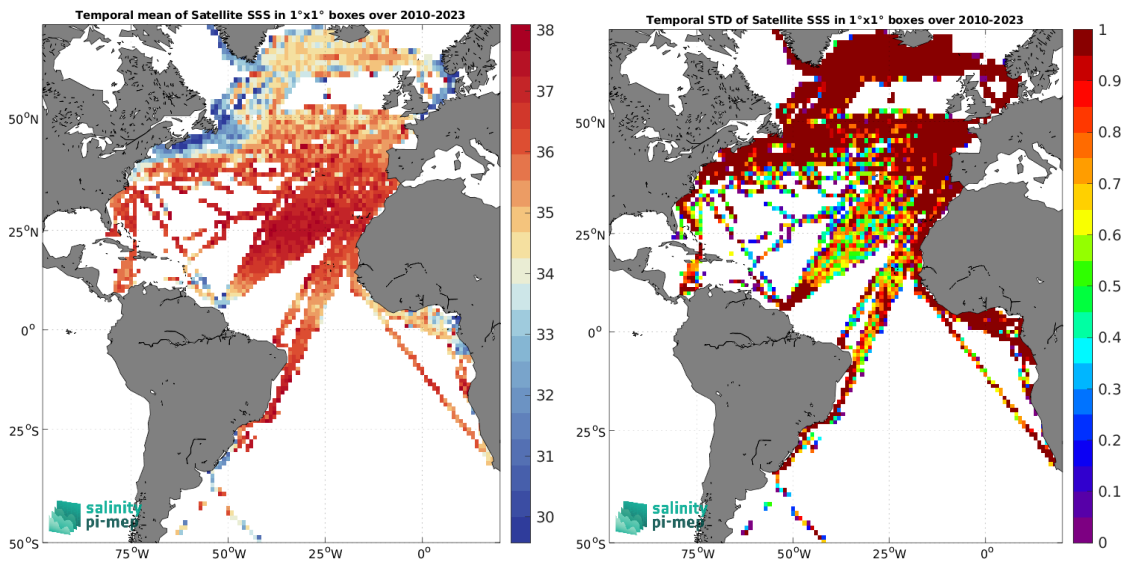 Temporal mean of Satellite SSS in 1°x1° boxes over 2010-2023
38
37
36
35
34
33
32
31
30
50°N
25°N
0°
25°S
50°S
75°W
50°W
25°W
0°
salinity
pi-mep
Temporal STD of Satellite SSS in 1°x1° boxes over 2010-2023
1
0.9
0.8
0.7
0.6
0.5
0.4
0.3
0.2
0.1
0
50°N
25°N
0°
25°S
50°S
75°W
50°W
25°W
0°
salinity
pi-mep